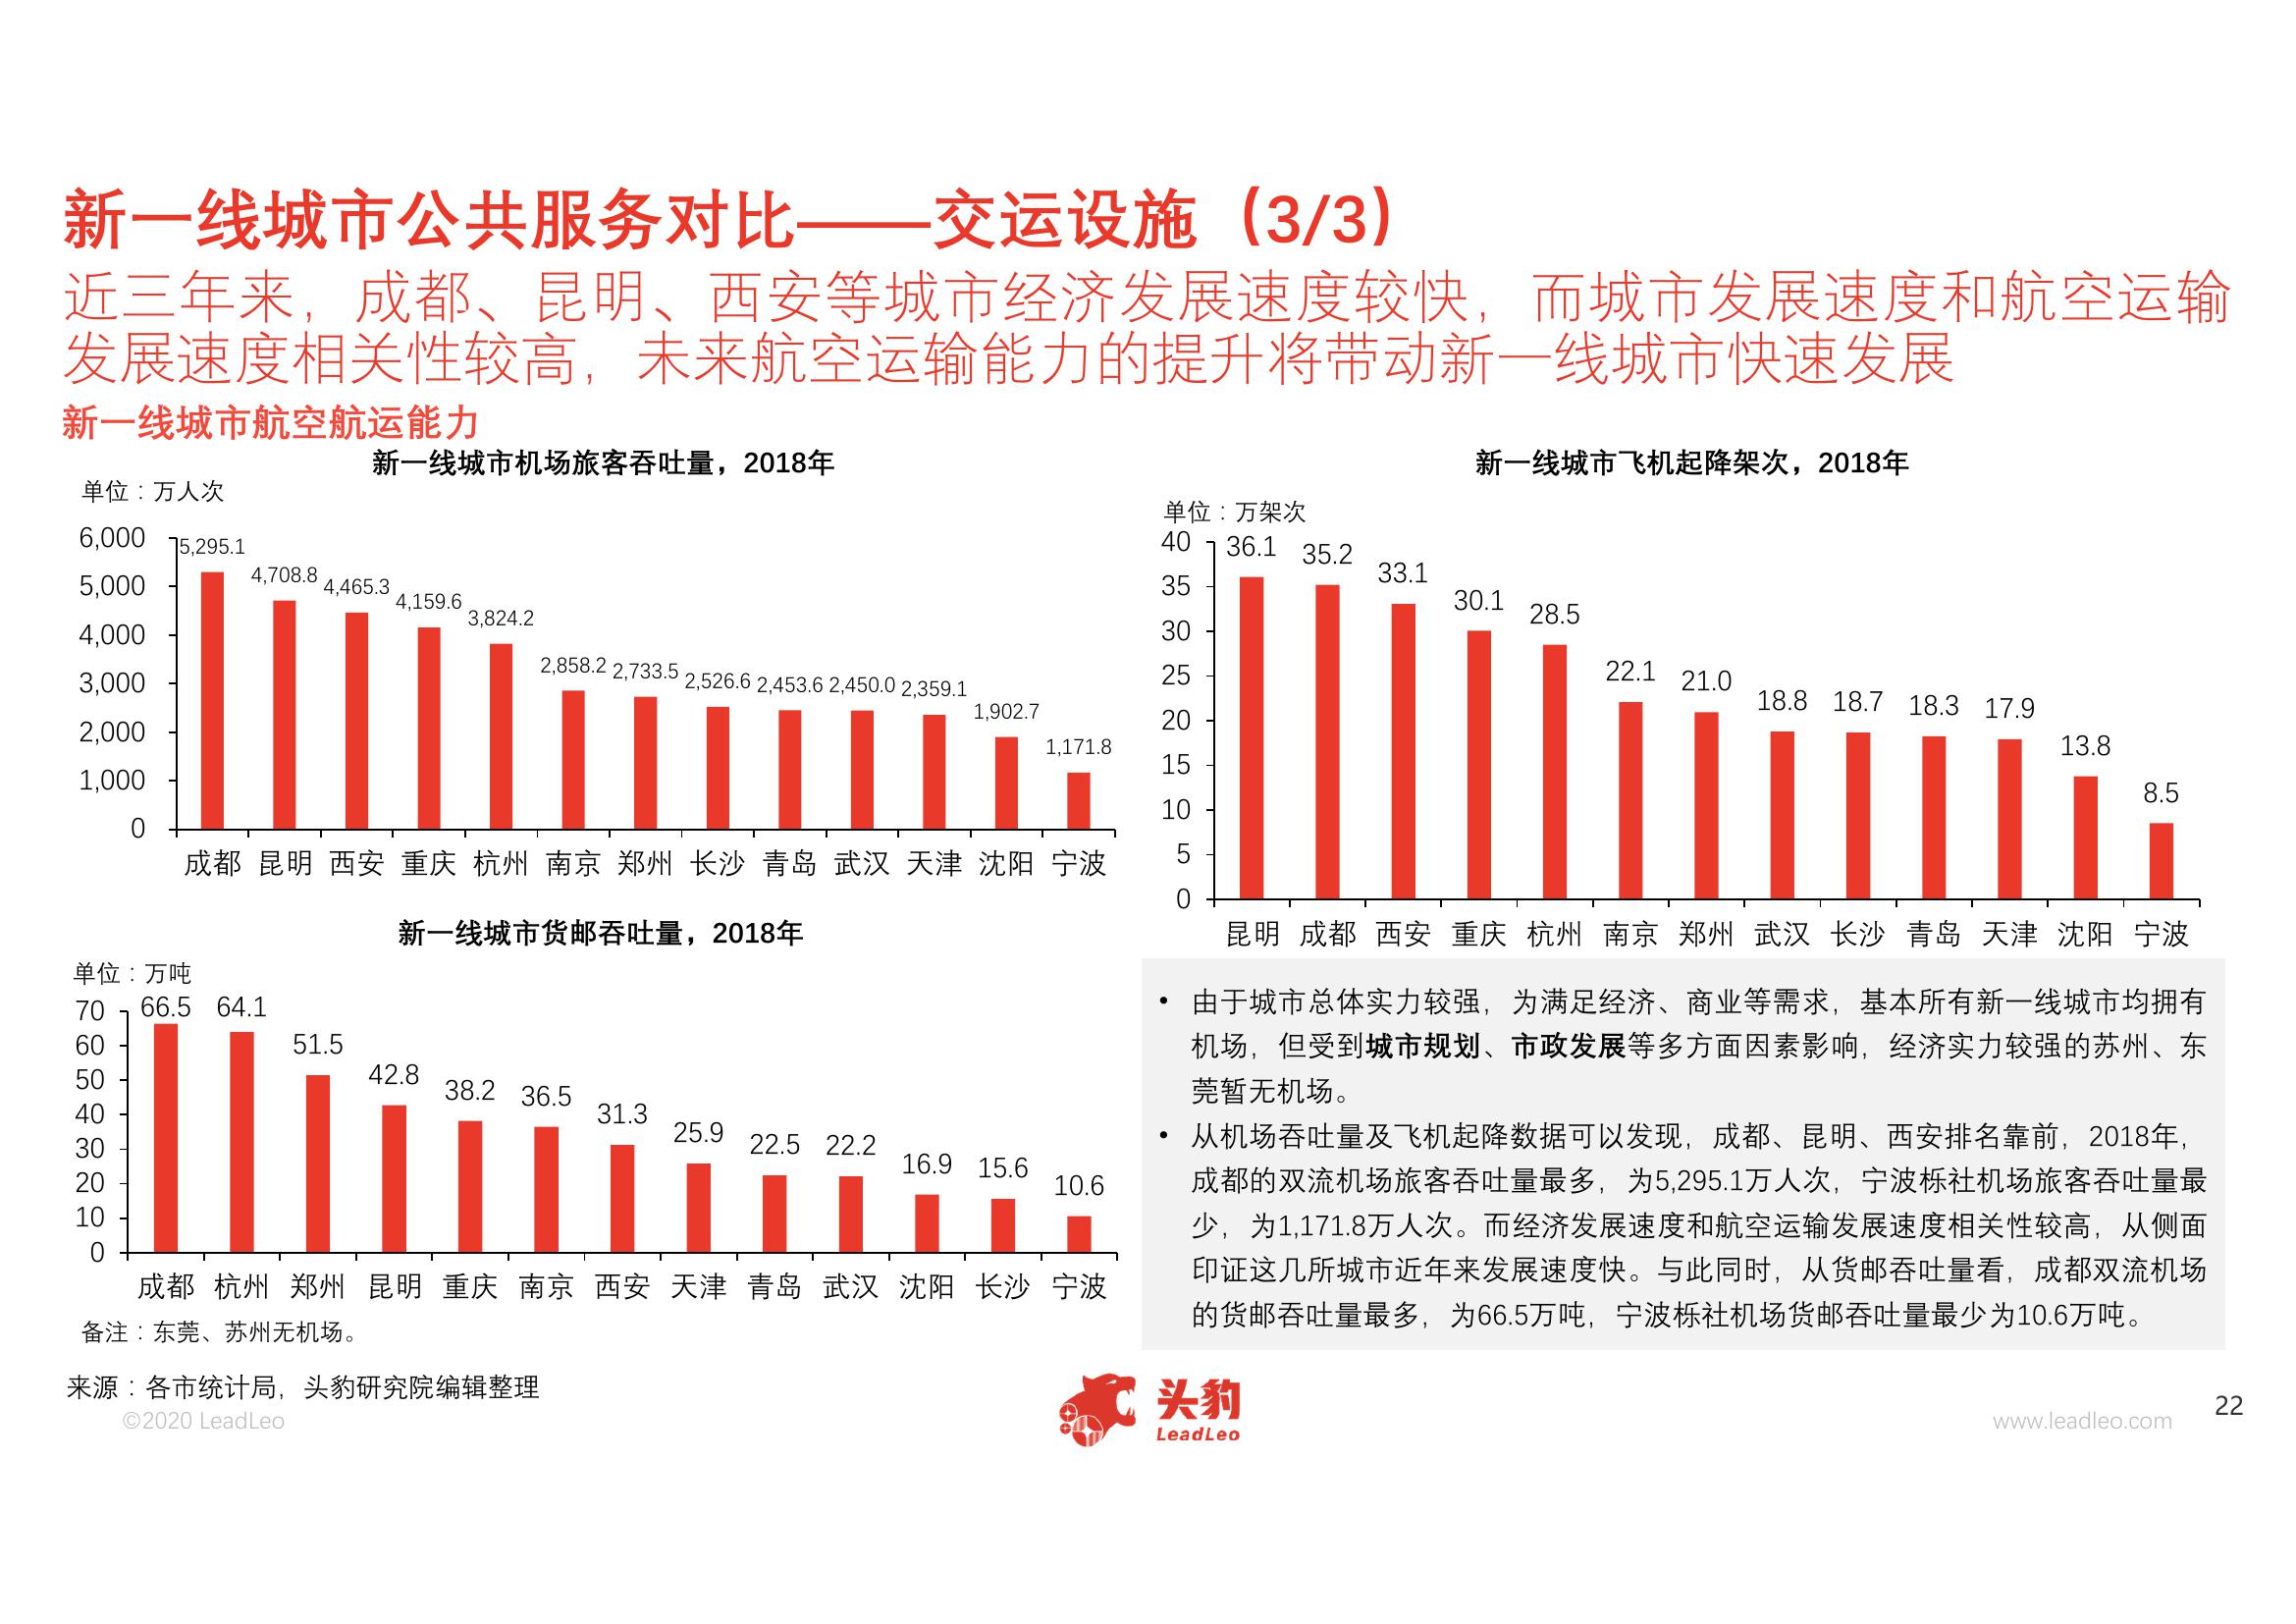 新一线城市公共服务对比——交运设施（3/3）
近三年来，成都、昆明、西安等城市经济发展速度较快，而城市发展速度和航空运输
发展速度相关性较高，未来航空运输能力的提升将带动新一线城市快速发展
新一线城市航空航运能力
新一线城市机场旅客吞吐量，2018年
单位：万人次
6,000
5,000
4,000
3,000
2,000
1,000
0
5,295.1 4,708.8 4,465.3 4,159.6 3,824.2 2,858.2 2,733.5 2,526.6 2,453.6 2,450.0 2,359.1 1,902.7 1,171.8
成都 昆明 西安 重庆 杭州 南京 郑州 长沙 青岛 武汉 天津 沈阳 宁波
新一线城市飞机起降架次，2018年
单位：万架次
40
35
30
25
20
15
10
5
0
36.1 35.2 33.1 30.1 28.5 22.1 21.0 18.8 18.7 18.3 17.9 13.8 8.5
昆明 成都 西安 重庆 杭州 南京 郑州 武汉 长沙 青岛 天津 沈阳 宁波
新一线城市货邮吞吐量，2018年
单位：万吨
70
60
50
40
30
20
10
0
66.5 64.1 51.5 42.8 38.2 36.5 31.3 25.9 22.5 22.2 16.9 15.6 10.6
成都 杭州 郑州 昆明 重庆 南京 西安 天津 青岛 武汉 沈阳 长沙 宁波
备注：东莞、苏州无机场。
• 由于城市总体实力较强，为满足经济、商业等需求，基本所有新一线城市均拥有
机场，但受到城市规划、市政发展等多方面因素影响，经济实力较强的苏州、东
莞暂无机场。
• 从机场吞吐量及飞机起降数据可以发现，成都、昆明、西安排名靠前，2018年，
成都的双流机场旅客吞吐量最多，为5,295.1万人次，宁波栎社机场旅客吞吐量最
少，为1,171.8万人次。而经济发展速度和航空运输发展速度相关性较高，从侧面
印证这几所城市近年来发展速度快。与此同时，从货邮吞吐量看，成都双流机场
的货邮吞吐量最多，为66.5万吨，宁波栎社机场货邮吞吐量最少为10.6万吨。
来源：各市统计局，头豹研究院编辑整理
©2020 LeadLeo
头豹
LeadLeo
www.leadleo.com
22